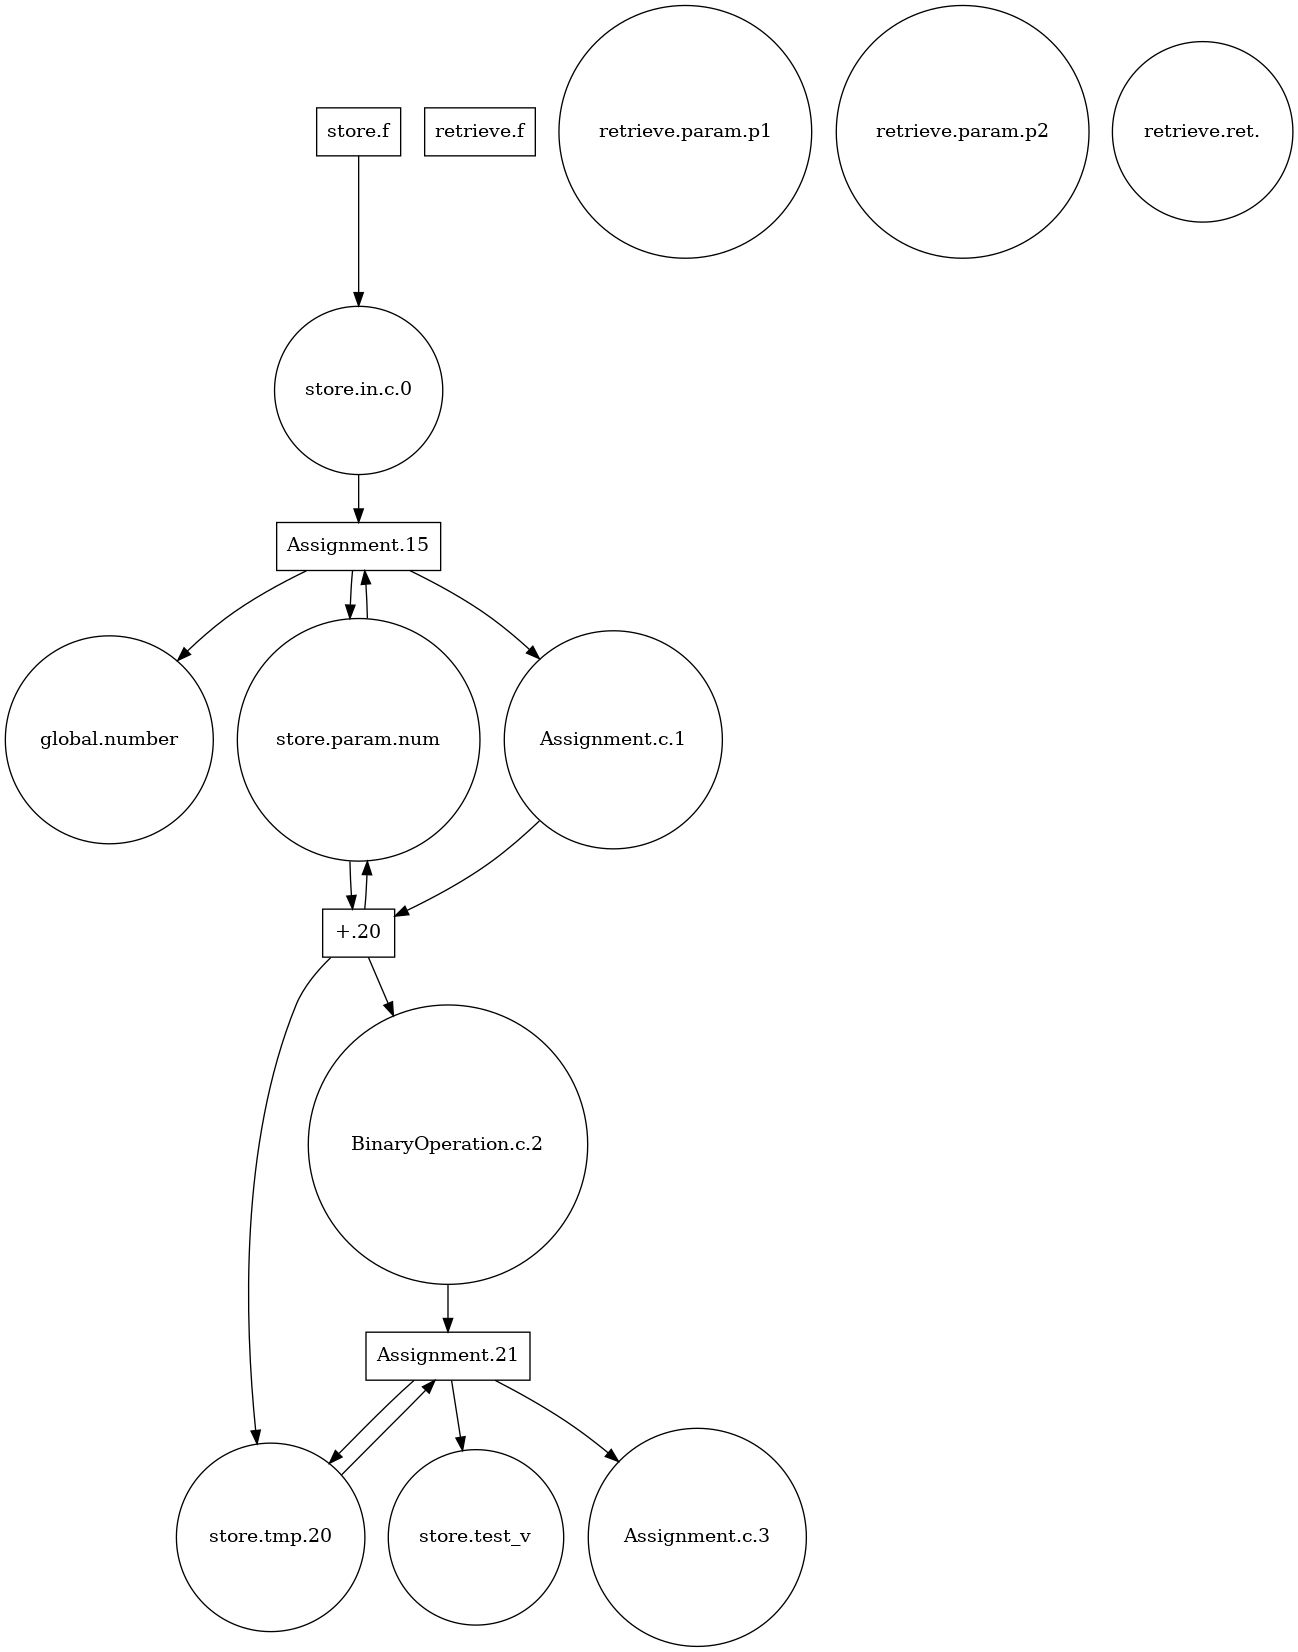 store.f
retrieve.f
retrieve.param.p1
retrieve.param.p2
retrieve.ret.
store.in.c.0
Assignment.15
global.number
store.param.num
Assignment.c.1
+.20
BinaryOperation.c.2
Assignment.21
store.tmp.20
store.test_v
Assignment.c.3